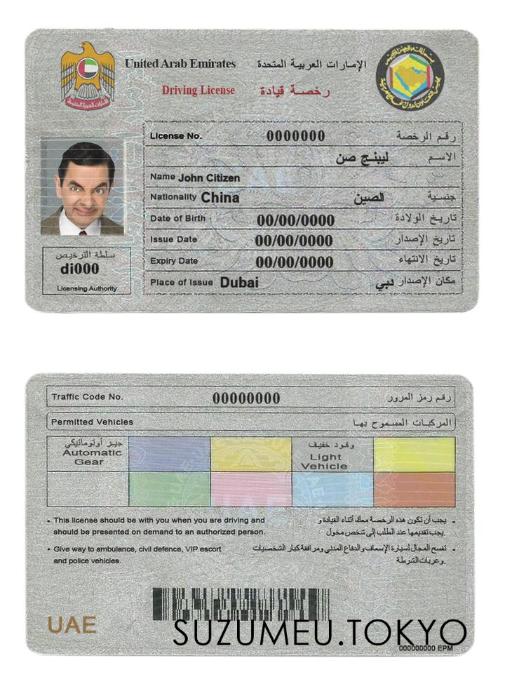 United Arab Emirates الإمارات العربية المتحدة
Driving License رخصة قيادة
License No. 0000000 رقم الرخصة
ليبنج صن الاسم
Name John Citizen
Nationality China الصين جنسية
Date of Birth 00/00/0000 تاريخ الولادة
Issue Date 00/00/0000 تاريخ الإصدار
Expiry Date 00/00/0000 تاريخ الانتهاء
Place of Issue Dubai مكان الإصدار دبي
سلطة الترخيص
di000
Licensing Authority
Traffic Code No. 00000000 رقم رمز المرور
Permitted Vehicles المركبات المسموح بها
جير أوتوماتيكي
Automatic
Gear
Light
Vehicle
• This license should be with you when you are driving and
should be presented on demand to an authorized person.
• Give way to ambulance, civil defence, VIP escort
and police vehicles.
• يجب أن تكون هذه الرخصة معك أثناء القيادة و
يجب تقديمها عند الطلب إلى شخص مخول.
• تفسح المجال لسيارة الإسعاف والدفاع المدني ومرافقة كبار الشخصيات
وعربات الشرطة.
UAE
SUZUMEU.TOKYO
000000000 EPM